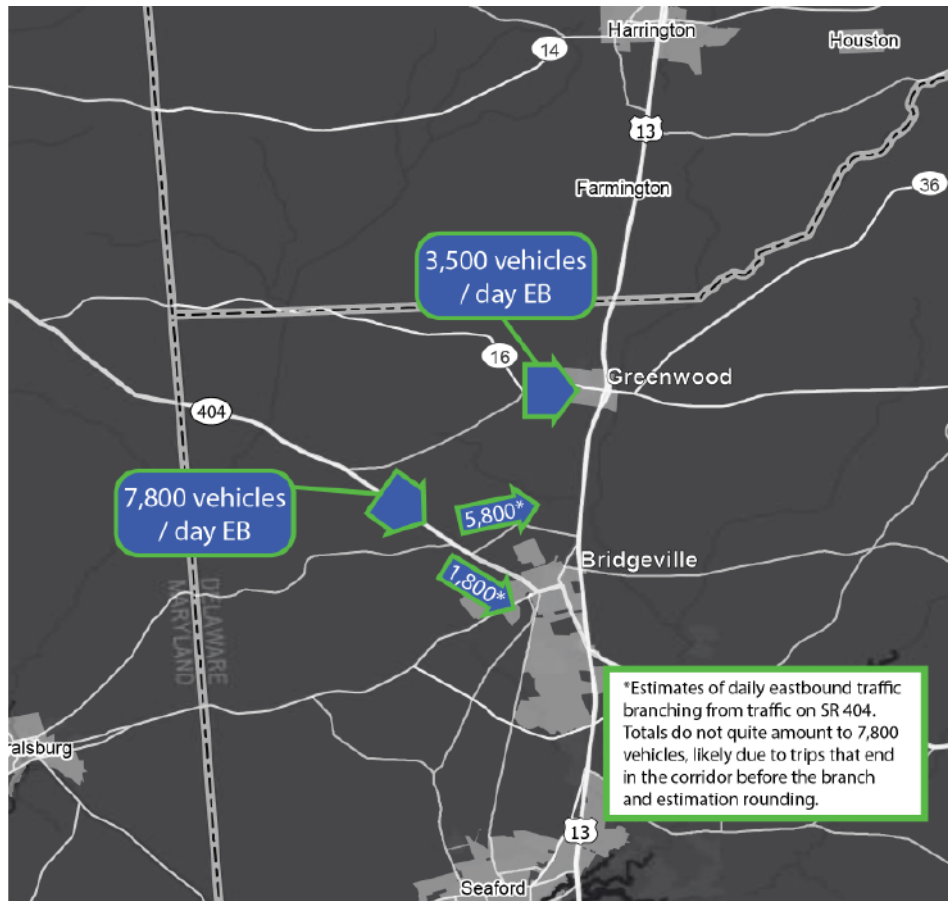 Harrington
Houston
14
13
Farmington
36
3,500 vehicles
/ day EB
16
Greenwood
404
7,800 vehicles
/ day EB
5,800*
Bridgeville
1,800*
DELAWARE
MARYLAND
*Estimates of daily eastbound traffic
branching from traffic on SR 404.
Totals do not quite amount to 7,800
vehicles, likely due to trips that end
in the corridor before the branch
and estimation rounding.
ralsburg
13
Seaford